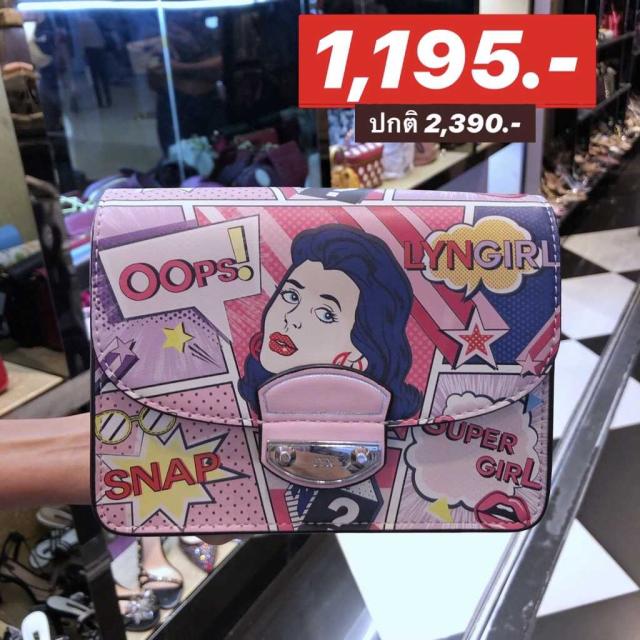 1,195.-
ปกติ 2,390.-
OOPS!
LYNGIRL
SNAP
SUPER
GIRL
?